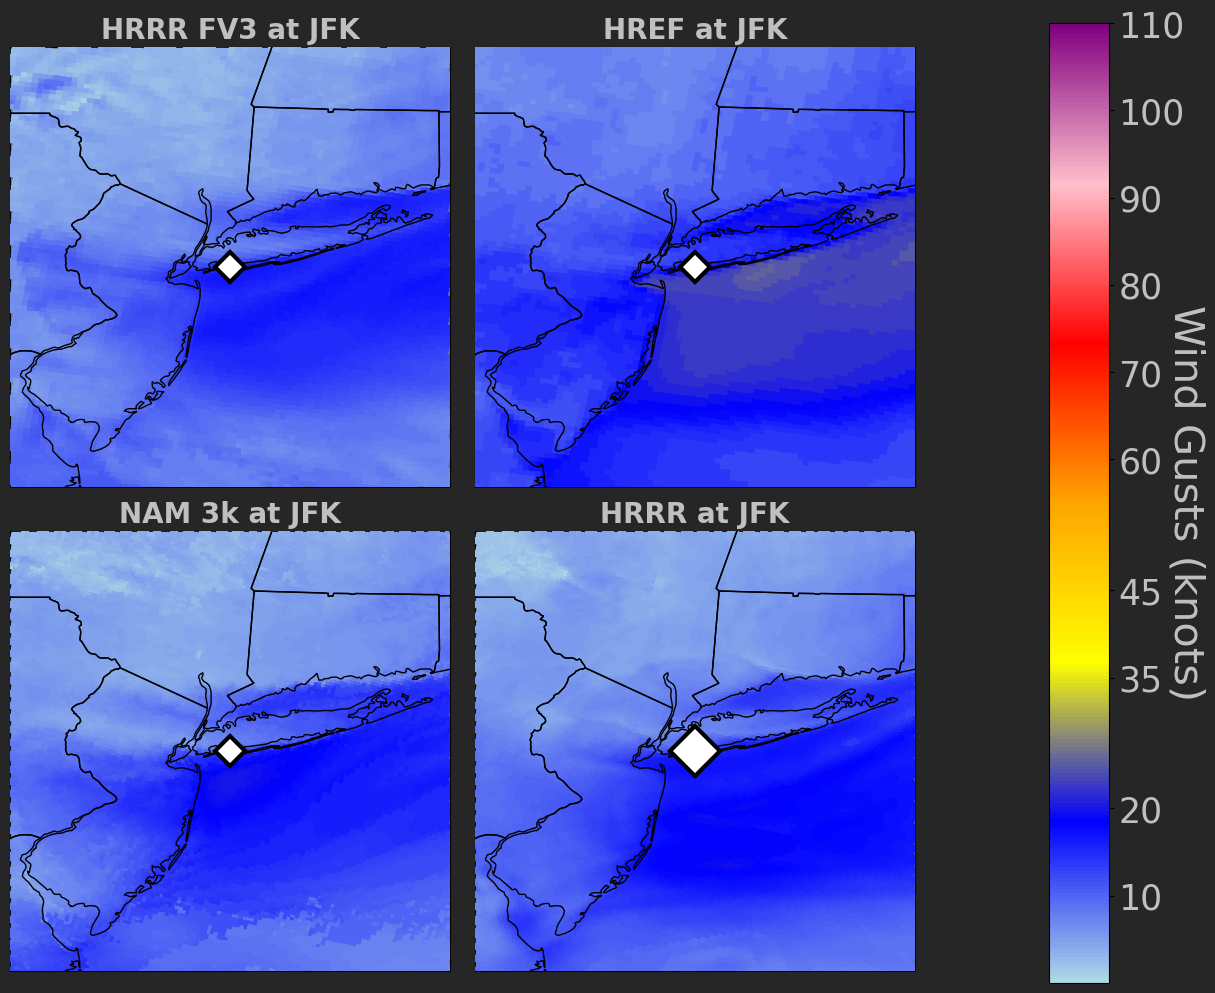 HRRR FV3 at JFK
HREF at JFK
NAM 3k at JFK
HRRR at JFK
110
100
90
80
70
60
45
35
20
10
Wind Gusts (knots)